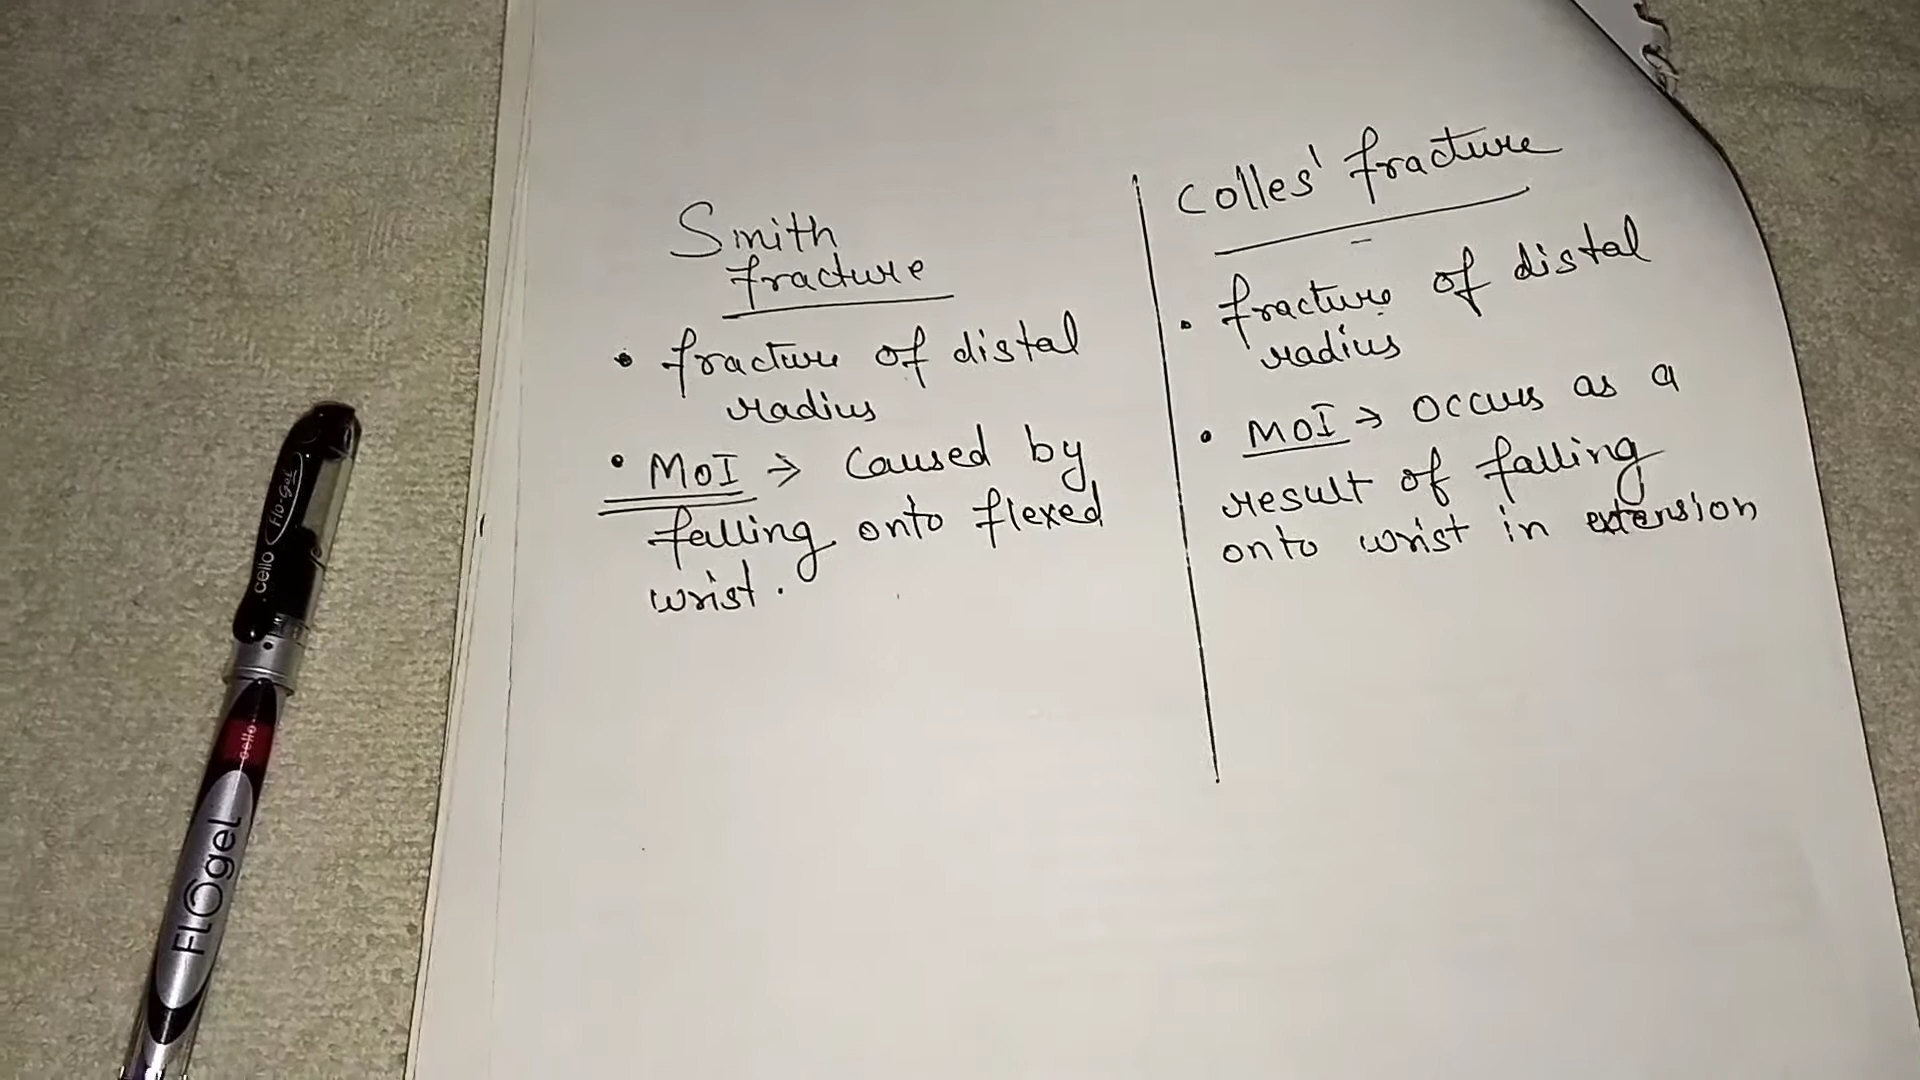 Smith
fracture
• fracture of distal
radius
• MOI → Caused by
falling onto flexed
wrist.
Colles' fracture
• fracture of distal
radius
• MOI → Occurs as a
result of falling
onto wrist in extension
Flo-Gel
cello
cello
FLOgel